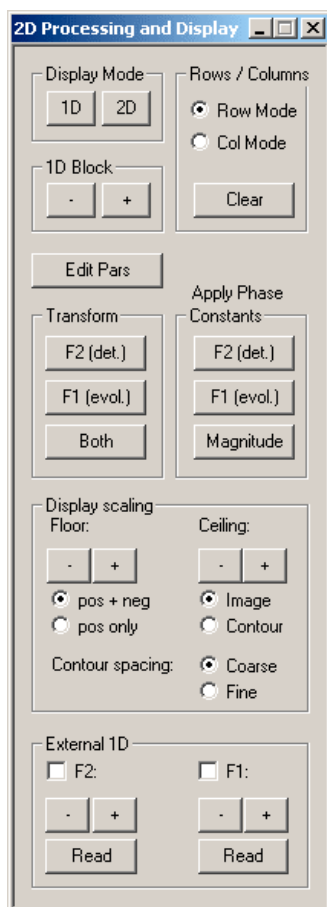 2D Processing and Display
Display Mode
1D 2D
Rows / Columns
Row Mode
Col Mode
Clear
1D Block
- +
Edit Pars
Transform
F2 (det.)
F1 (evol.)
Both
Apply Phase
Constants
F2 (det.)
F1 (evol.)
Magnitude
Display scaling
Floor: Ceiling:
- + - +
pos + neg Image
pos only Contour
Contour spacing: Coarse
Fine
External 1D
F2: F1:
- + - +
Read Read